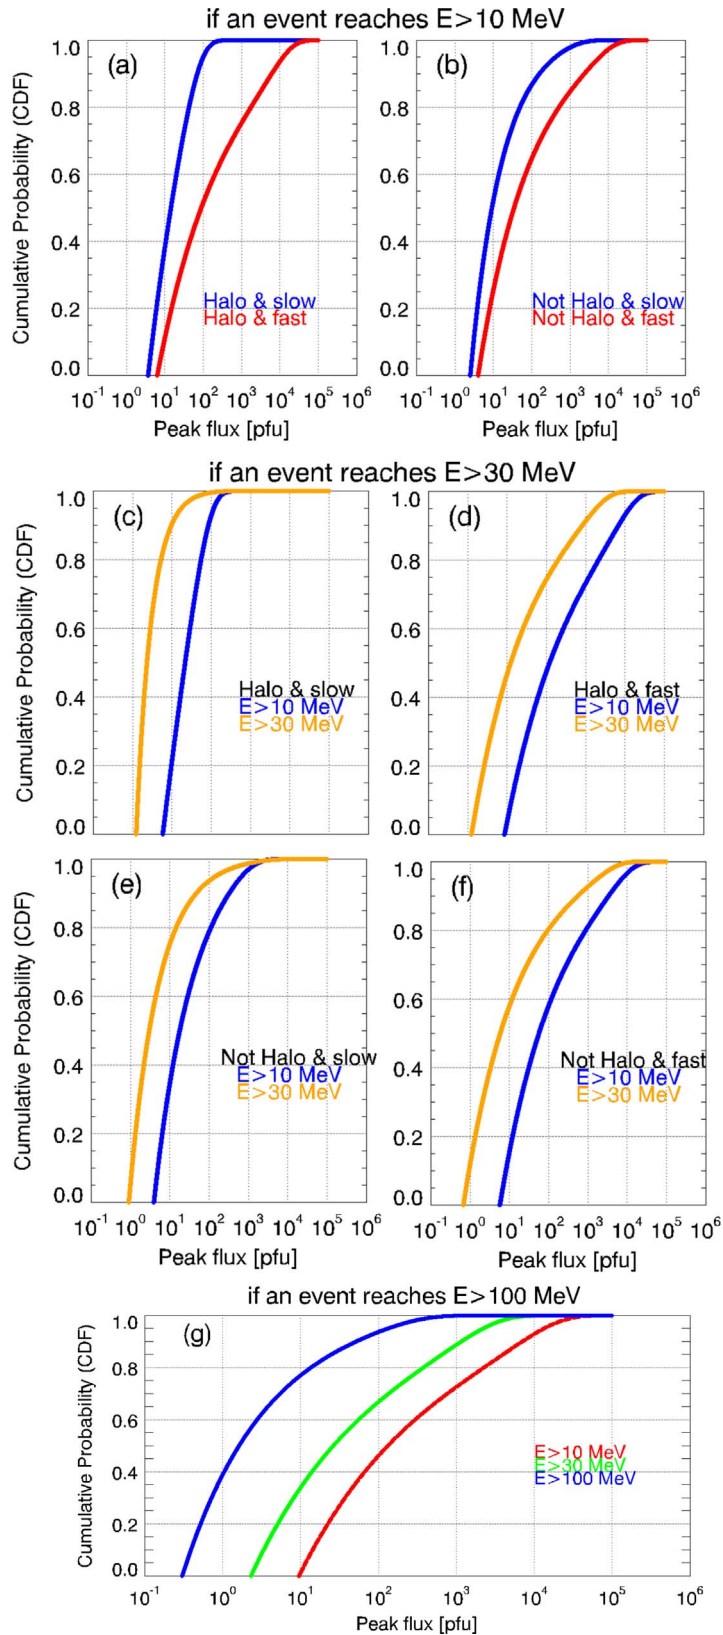 if an event reaches E>10 MeV
(a)
(b)
Cumulative Probability (CDF)
1.0
0.8
0.6
0.4
0.2
0.0
Halo & slow
Halo & fast
1.0
0.8
0.6
0.4
0.2
0.0
Not Halo & slow
Not Halo & fast
10⁻¹ 10⁰ 10¹ 10² 10³ 10⁴ 10⁵ 10⁶
10⁻¹ 10⁰ 10¹ 10² 10³ 10⁴ 10⁵ 10⁶
Peak flux [pfu]
Peak flux [pfu]
if an event reaches E>30 MeV
(c)
(d)
Cumulative Probability (CDF)
1.0
0.8
0.6
0.4
0.2
0.0
Halo & slow
E>10 MeV
E>30 MeV
1.0
0.8
0.6
0.4
0.2
0.0
Halo & fast
E>10 MeV
E>30 MeV
(e)
(f)
Cumulative Probability (CDF)
1.0
0.8
0.6
0.4
0.2
0.0
Not Halo & slow
E>10 MeV
E>30 MeV
1.0
0.8
0.6
0.4
0.2
0.0
Not Halo & fast
E>10 MeV
E>30 MeV
10⁻¹ 10⁰ 10¹ 10² 10³ 10⁴ 10⁵ 10⁶
10⁻¹ 10⁰ 10¹ 10² 10³ 10⁴ 10⁵ 10⁶
Peak flux [pfu]
Peak flux [pfu]
if an event reaches E>100 MeV
(g)
Cumulative Probability (CDF)
1.0
0.8
0.6
0.4
0.2
0.0
E>10 MeV
E>30 MeV
E>100 MeV
10⁻¹ 10⁰ 10¹ 10² 10³ 10⁴ 10⁵ 10⁶
Peak flux [pfu]